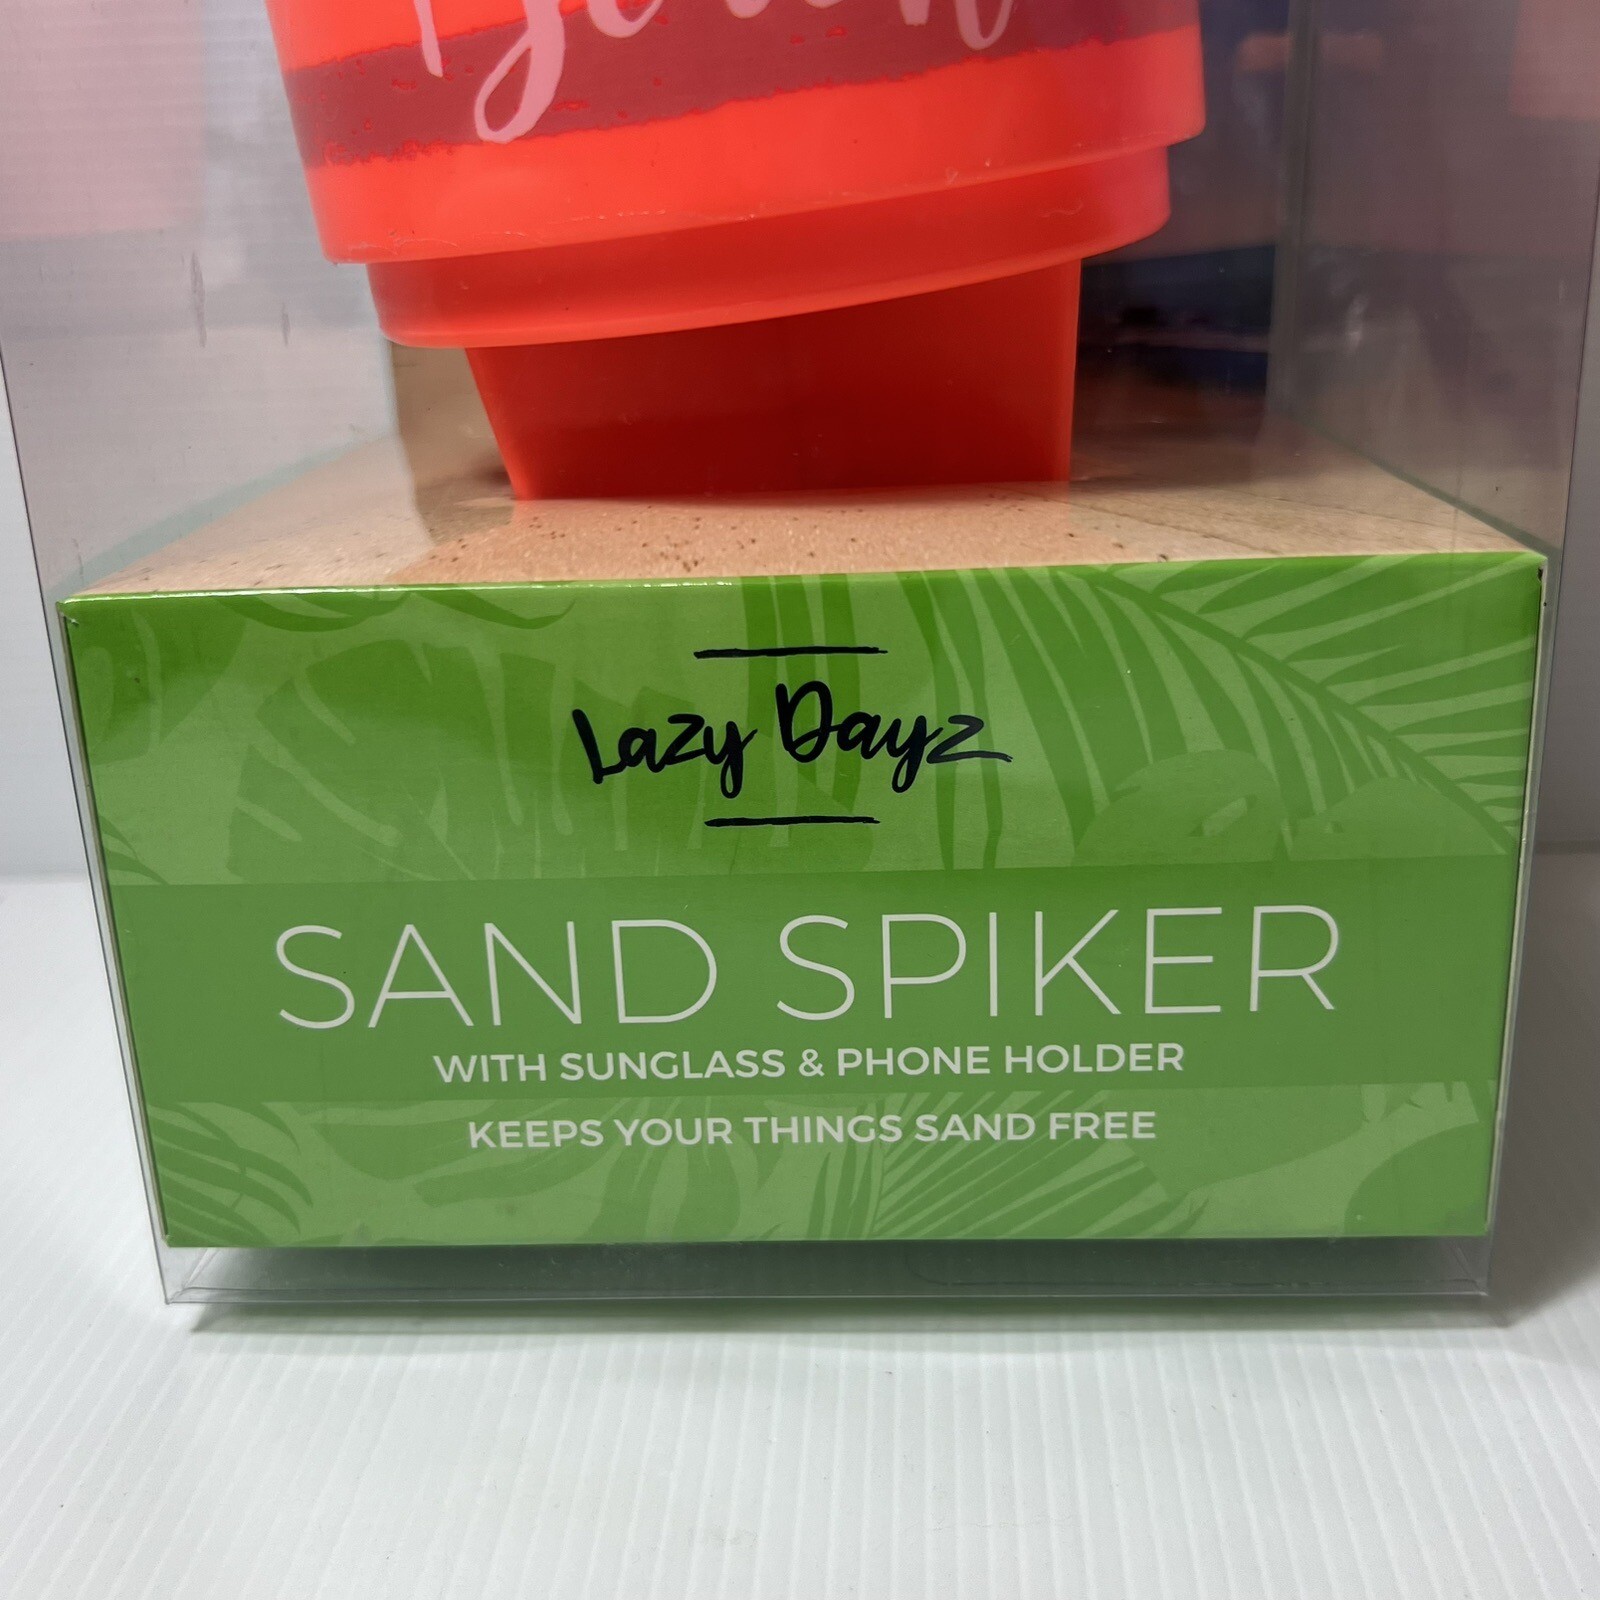 Lazy Dayz
SAND SPIKER
WITH SUNGLASS & PHONE HOLDER
KEEPS YOUR THINGS SAND FREE